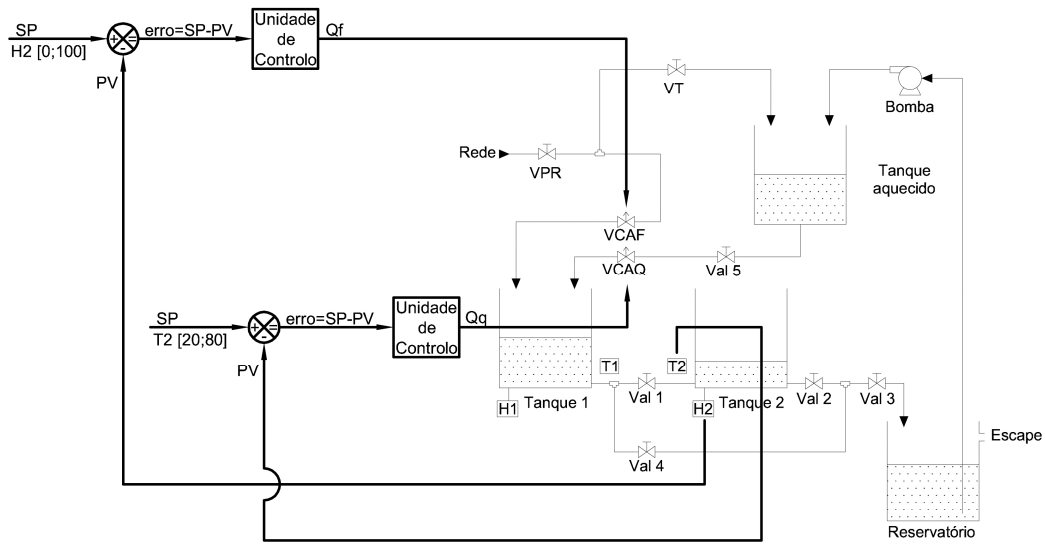 SP
H2 [0;100]
+
-
=
erro=SP-PV
PV
Unidade
de
Controlo
Qf
VT
Bomba
Rede
VPR
Tanque
aquecido
VCAF
VCAQ
Val 5
SP
T2 [20;80]
+
-
=
erro=SP-PV
PV
Unidade
de
Controlo
Qq
T1
T2
Val 1
Val 2
Val 3
H1
Tanque 1
H2
Tanque 2
Val 4
Escape
Reservatório